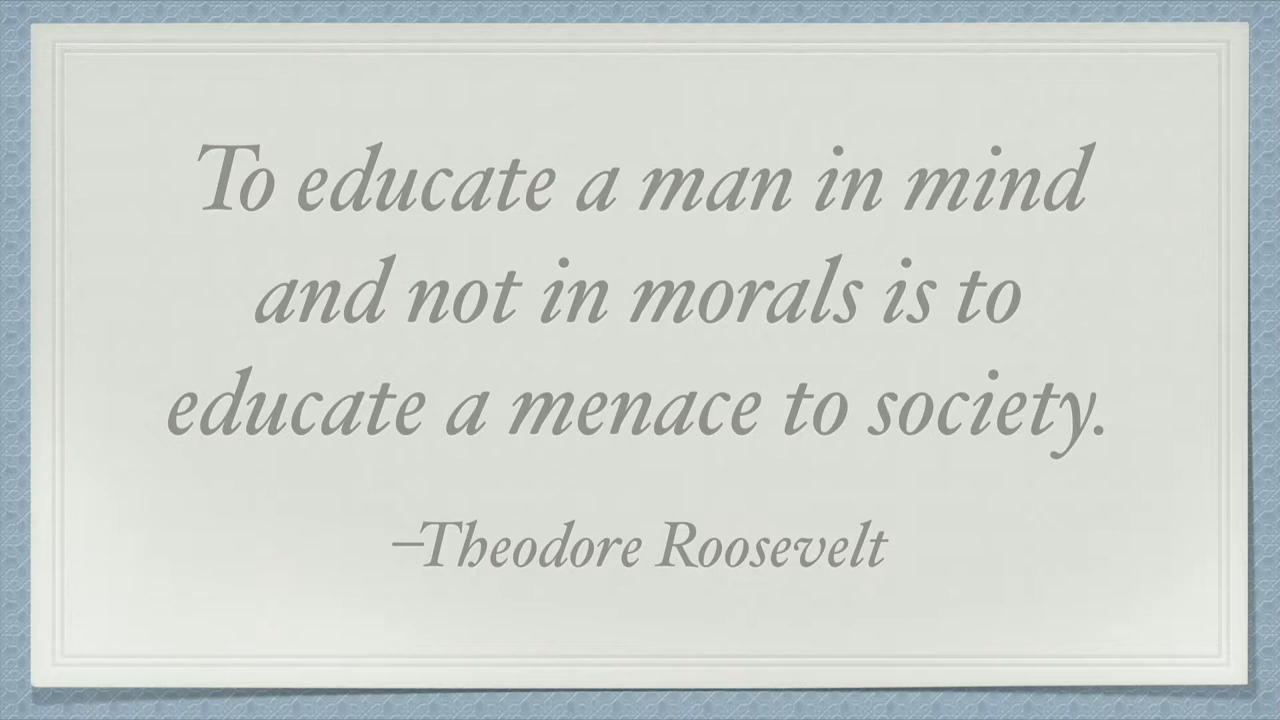 To educate a man in mind
and not in morals is to
educate a menace to society.
–Theodore Roosevelt